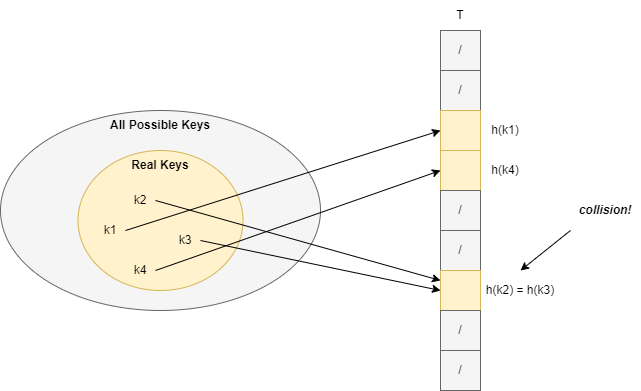 T
/
/
All Possible Keys
h(k1)
Real Keys
h(k4)
k2
/
collision!
k1
k3
/
k4
h(k2) = h(k3)
/
/